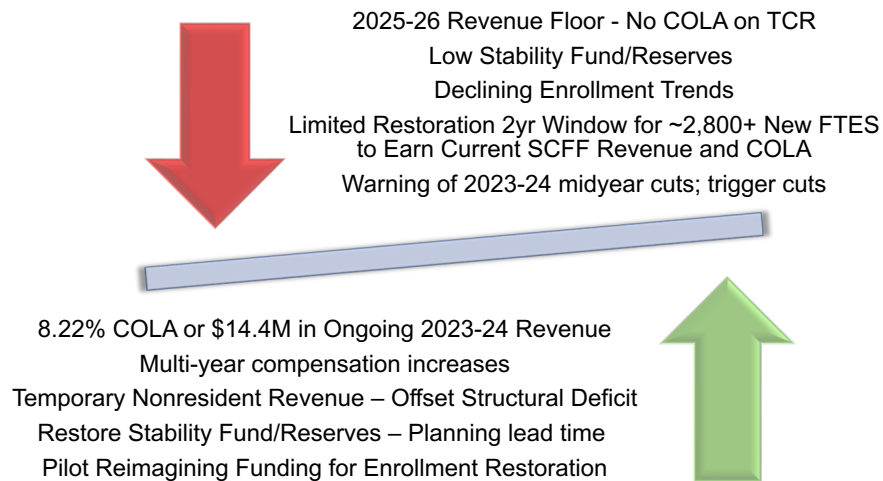 2025-26 Revenue Floor - No COLA on TCR
Low Stability Fund/Reserves
Declining Enrollment Trends
Limited Restoration 2yr Window for ~2,800+ New FTES
to Earn Current SCFF Revenue and COLA
Warning of 2023-24 midyear cuts; trigger cuts
8.22% COLA or $14.4M in Ongoing 2023-24 Revenue
Multi-year compensation increases
Temporary Nonresident Revenue – Offset Structural Deficit
Restore Stability Fund/Reserves – Planning lead time
Pilot Reimagining Funding for Enrollment Restoration